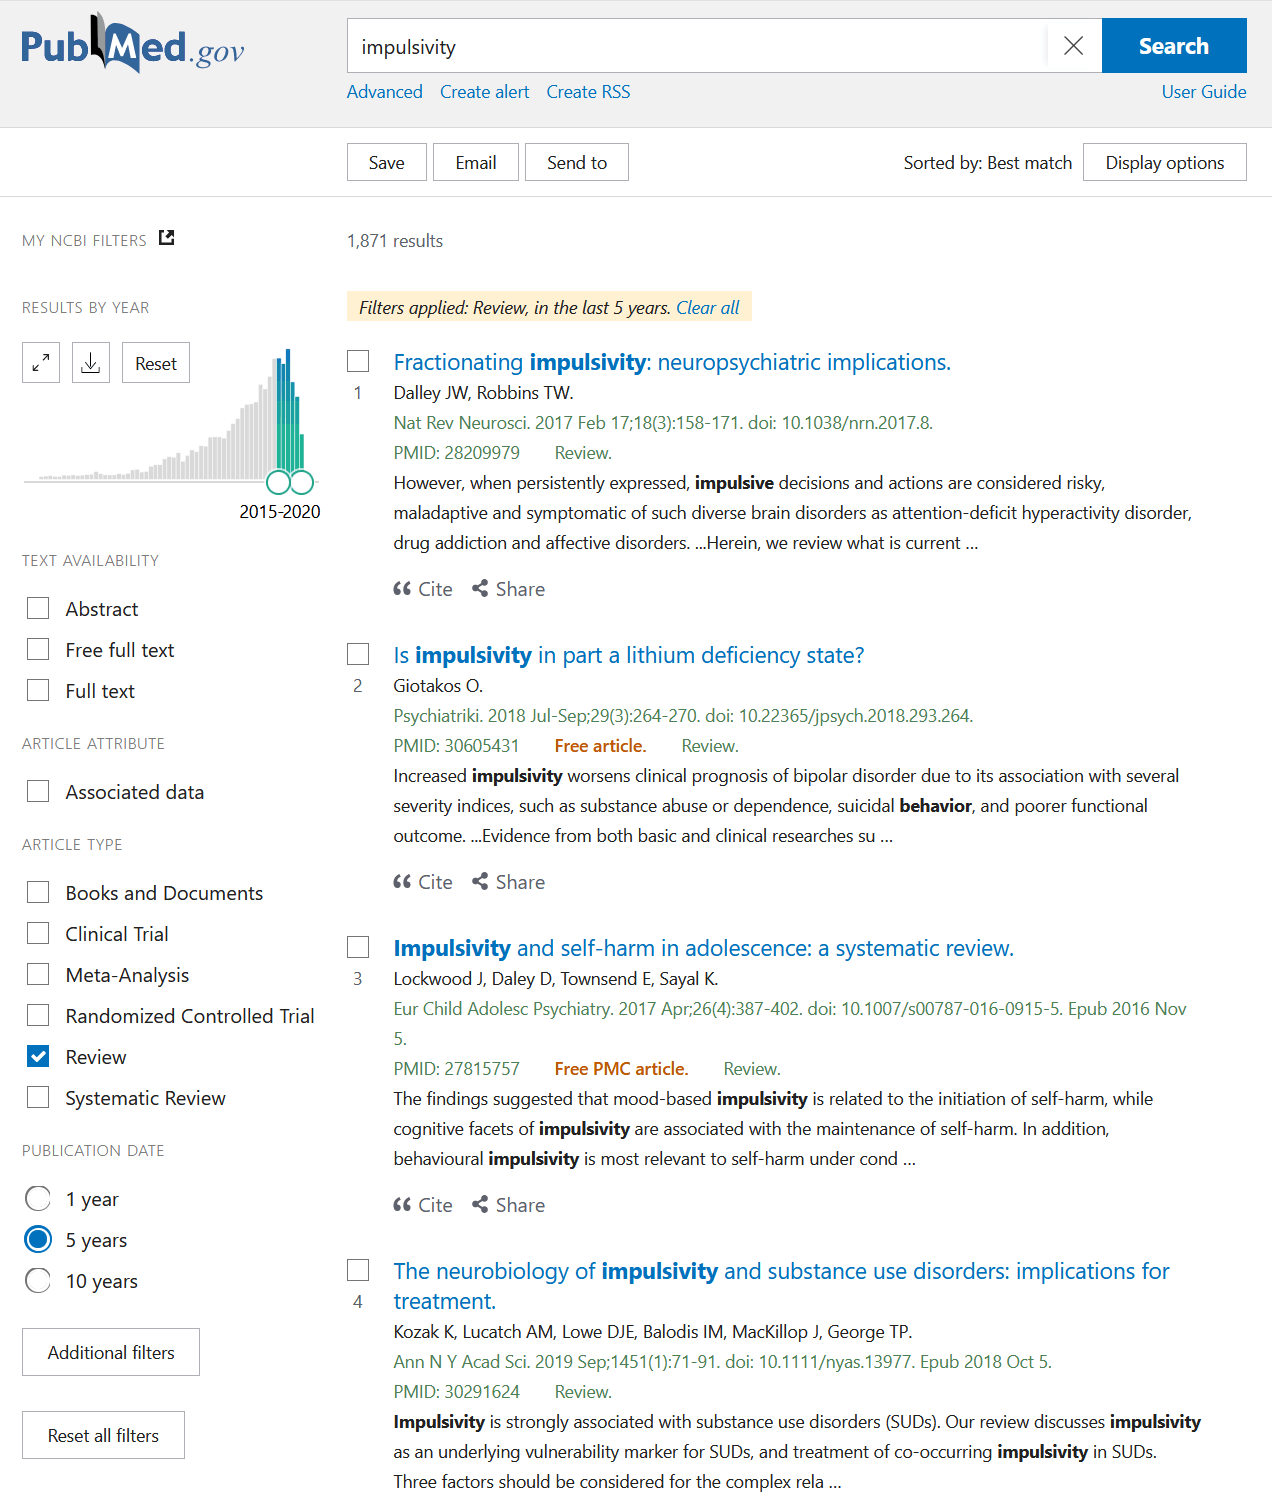 PubMed.gov
impulsivity
Search
Advanced Create alert Create RSS
User Guide
Save Email Send to
Sorted by: Best match Display options
MY NCBI FILTERS
RESULTS BY YEAR
Reset
2015-2020
TEXT AVAILABILITY
Abstract
Free full text
Full text
ARTICLE ATTRIBUTE
Associated data
ARTICLE TYPE
Books and Documents
Clinical Trial
Meta-Analysis
Randomized Controlled Trial
Review
Systematic Review
PUBLICATION DATE
1 year
5 years
10 years
Additional filters
Reset all filters
1,871 results
Filters applied: Review, in the last 5 years. Clear all
Fractionating impulsivity: neuropsychiatric implications.
1
Dalley JW, Robbins TW.
Nat Rev Neurosci. 2017 Feb 17;18(3):158-171. doi: 10.1038/nrn.2017.8.
PMID: 28209979 Review.
However, when persistently expressed, impulsive decisions and actions are considered risky,
maladaptive and symptomatic of such diverse brain disorders as attention-deficit hyperactivity disorder,
drug addiction and affective disorders. ...Herein, we review what is current ...
Cite Share
Is impulsivity in part a lithium deficiency state?
2
Giotakos O.
Psychiatriki. 2018 Jul-Sep;29(3):264-270. doi: 10.22365/jpsych.2018.293.264.
PMID: 30605431 Free article. Review.
Increased impulsivity worsens clinical prognosis of bipolar disorder due to its association with several
severity indices, such as substance abuse or dependence, suicidal behavior, and poorer functional
outcome. ...Evidence from both basic and clinical researches su ...
Cite Share
Impulsivity and self-harm in adolescence: a systematic review.
3
Lockwood J, Daley D, Townsend E, Sayal K.
Eur Child Adolesc Psychiatry. 2017 Apr;26(4):387-402. doi: 10.1007/s00787-016-0915-5. Epub 2016 Nov
5.
PMID: 27815757 Free PMC article. Review.
The findings suggested that mood-based impulsivity is related to the initiation of self-harm, while
cognitive facets of impulsivity are associated with the maintenance of self-harm. In addition,
behavioural impulsivity is most relevant to self-harm under cond ...
Cite Share
The neurobiology of impulsivity and substance use disorders: implications for
treatment.
4
Kozak K, Lucatch AM, Lowe DJE, Balodis IM, MacKillop J, George TP.
Ann N Y Acad Sci. 2019 Sep;1451(1):71-91. doi: 10.1111/nyas.13977. Epub 2018 Oct 5.
PMID: 30291624 Review.
Impulsivity is strongly associated with substance use disorders (SUDs). Our review discusses impulsivity
as an underlying vulnerability marker for SUDs, and treatment of co-occurring impulsivity in SUDs.
Three factors should be considered for the complex rela ...